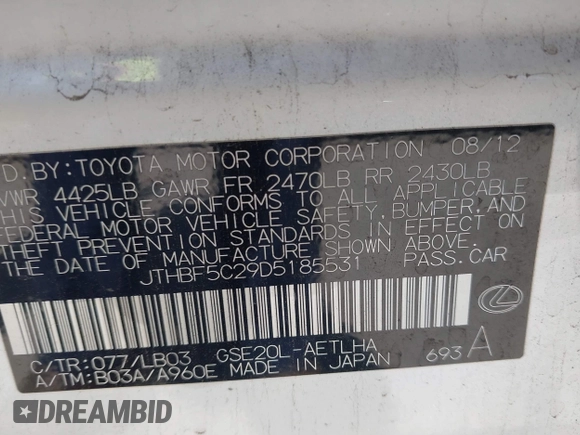 D. BY: TOYOTA MOTOR CORPORATION 08/12
VWR 4425LB GAWR FR 2470LB RR 2430LB
THIS VEHICLE CONFORMS TO ALL APPLICABLE
FEDERAL MOTOR VEHICLE SAFETY, BUMPER, AND
THEFT PREVENTION STANDARDS IN EFFECT ON
THE DATE OF MANUFACTURE SHOWN ABOVE.
JTHBF5C29D5185531 PASS. CAR
C/TR: 077/LB03 GSE20L-AETLHA
A/TM: B03A/A960E MADE IN JAPAN 693 A
DREAMBID